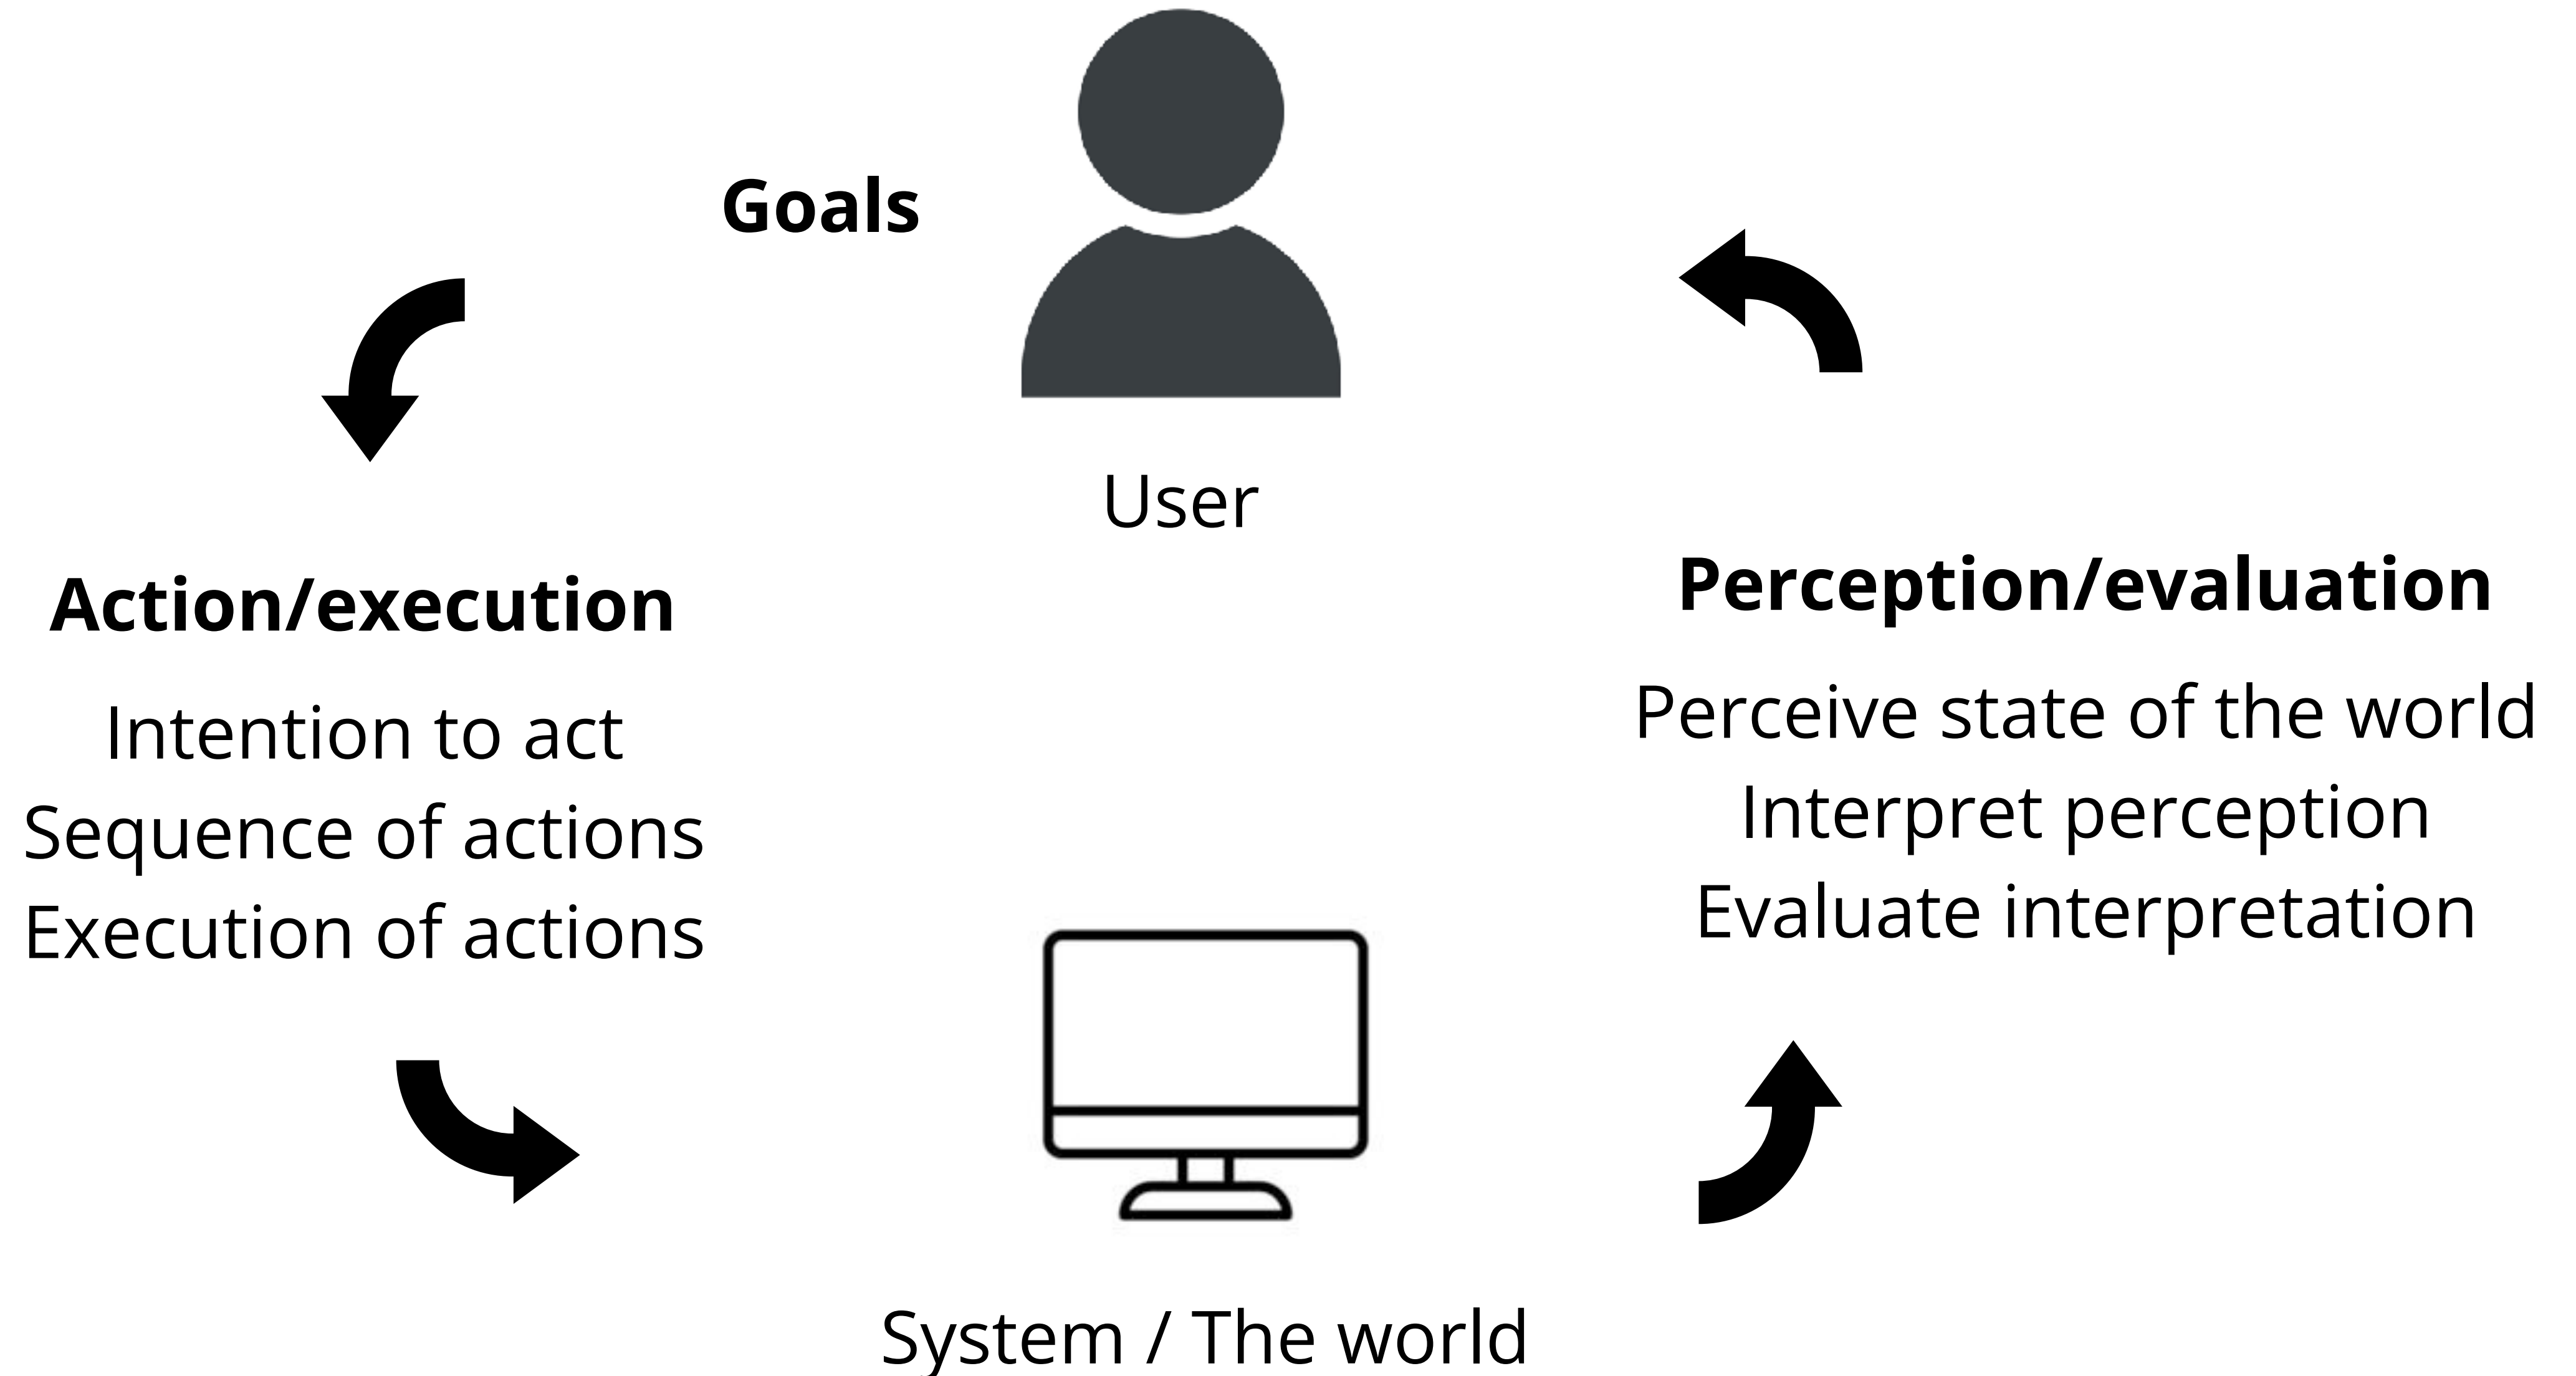 Goals
User
Action/execution
Intention to act
Sequence of actions
Execution of actions
Perception/evaluation
Perceive state of the world
Interpret perception
Evaluate interpretation
System / The world